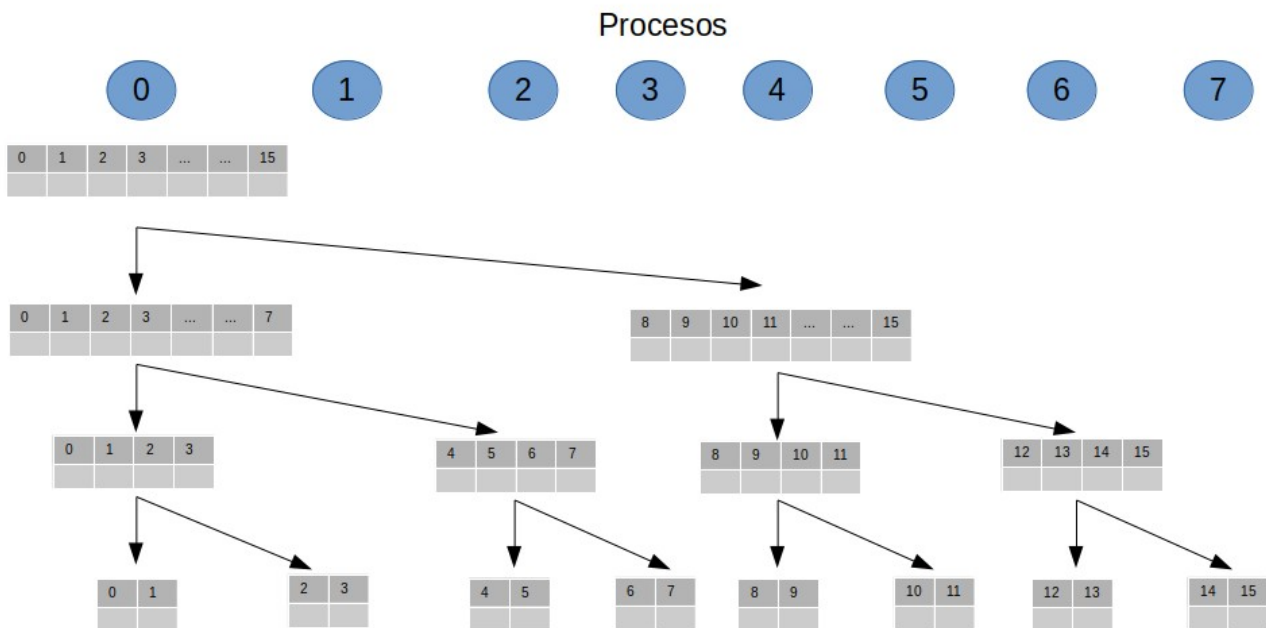 Procesos
0 1 2 3 4 5 6 7
0 1 2 3 ... ... 15
0 1 2 3 ... ... 7
8 9 10 11 ... ... 15
0 1 2 3
4 5 6 7
8 9 10 11
12 13 14 15
0 1
2 3
4 5
6 7
8 9
10 11
12 13
14 15